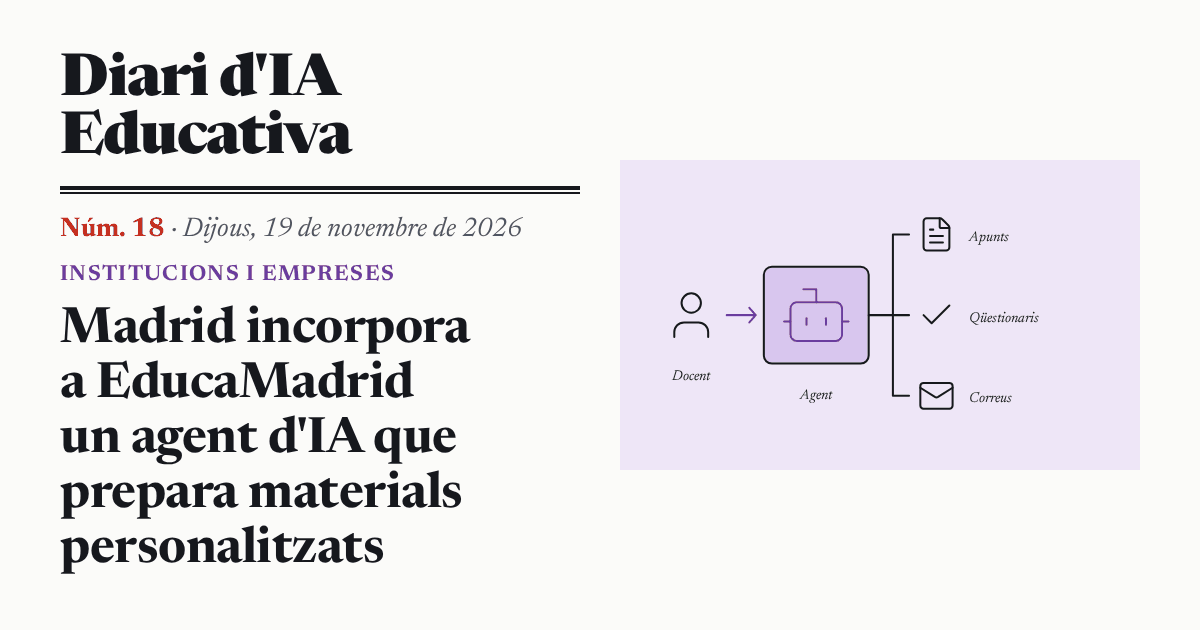 Diari d'IA
Educativa
Núm. 18 · Dijous, 19 de novembre de 2026
INSTITUCIONS I EMPRESES
Madrid incorpora
a EducaMadrid
un agent d'IA que
prepara materials
personalitzats
Docent
Agent
Apunts
Qüestionaris
Correus